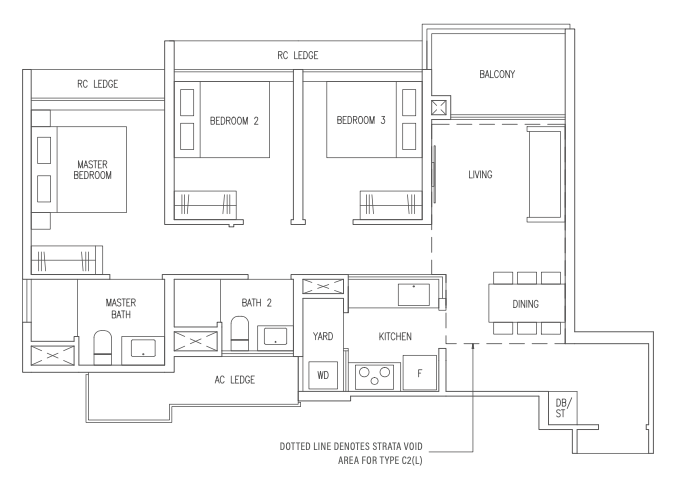 RC LEDGE
BALCONY
RC LEDGE
BEDROOM 2
BEDROOM 3
MASTER
BEDROOM
LIVING
MASTER
BATH
BATH 2
DINING
YARD
KITCHEN
WD
F
AC LEDGE
DB/
ST
DOTTED LINE DENOTES STRATA VOID
AREA FOR TYPE C2(L)